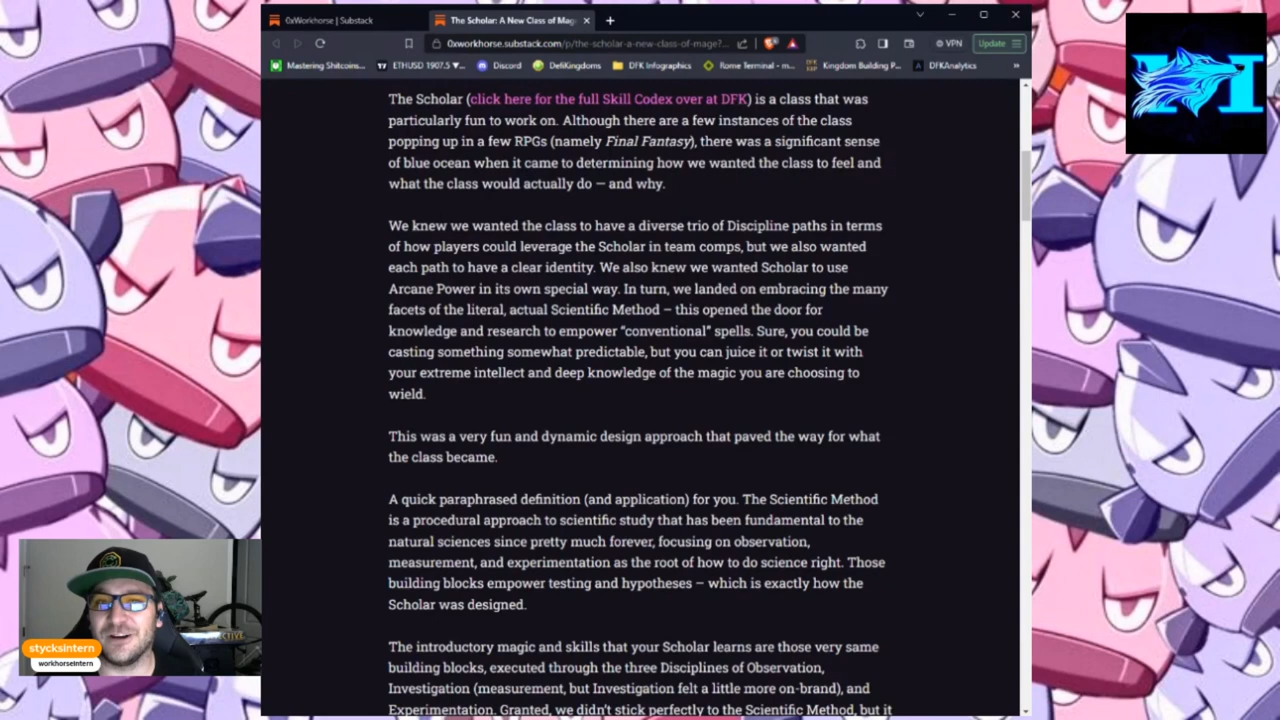 0xWorkhorse | Substack
The Scholar: A New Class of Mag
0xworkhorse.substack.com/p/the-scholar-a-new-class-of-mage?...
VPN
Update
Mastering Shitcoins...
ETHUSD 1907.5 ▼...
Discord
DefiKingdoms
DFK Infographics
Rome Terminal - m...
Kingdom Building P...
DFKAnalytics
»
The Scholar (click here for the full Skill Codex over at DFK) is a class that was
particularly fun to work on. Although there are a few instances of the class
popping up in a few RPGs (namely Final Fantasy), there was a significant sense
of blue ocean when it came to determining how we wanted the class to feel and
what the class would actually do — and why.
We knew we wanted the class to have a diverse trio of Discipline paths in terms
of how players could leverage the Scholar in team comps, but we also wanted
each path to have a clear identity. We also knew we wanted Scholar to use
Arcane Power in its own special way. In turn, we landed on embracing the many
facets of the literal, actual Scientific Method – this opened the door for
knowledge and research to empower “conventional” spells. Sure, you could be
casting something somewhat predictable, but you can juice it or twist it with
your extreme intellect and deep knowledge of the magic you are choosing to
wield.
This was a very fun and dynamic design approach that paved the way for what
the class became.
A quick paraphrased definition (and application) for you. The Scientific Method
is a procedural approach to scientific study that has been fundamental to the
natural sciences since pretty much forever, focusing on observation,
measurement, and experimentation as the root of how to do science right. Those
building blocks empower testing and hypotheses – which is exactly how the
Scholar was designed.
The introductory magic and skills that your Scholar learns are those very same
building blocks, executed through the three Disciplines of Observation,
Investigation (measurement, but Investigation felt a little more on-brand), and
Experimentation. Granted, we didn’t stick perfectly to the Scientific Method, but it
stycksintern
workhorseintern